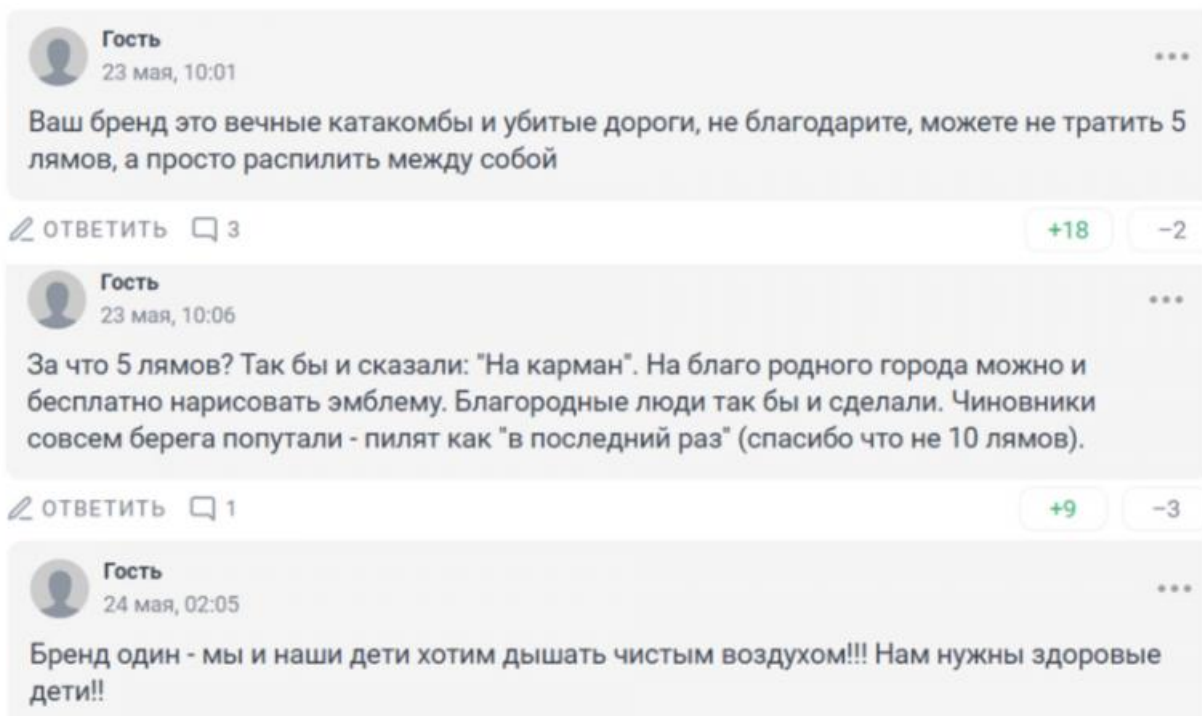 Гость
23 мая, 10:01
Ваш бренд это вечные катакомбы и убитые дороги, не благодарите, можете не тратить 5
лямов, а просто распилить между собой
ОТВЕТИТЬ 3 +18 −2
Гость
23 мая, 10:06
За что 5 лямов? Так бы и сказали: "На карман". На благо родного города можно и
бесплатно нарисовать эмблему. Благородные люди так бы и сделали. Чиновники
совсем берега попутали - пилят как "в последний раз" (спасибо что не 10 лямов).
ОТВЕТИТЬ 1 +9 −3
Гость
24 мая, 02:05
Бренд один - мы и наши дети хотим дышать чистым воздухом!!! Нам нужны здоровые
дети!!